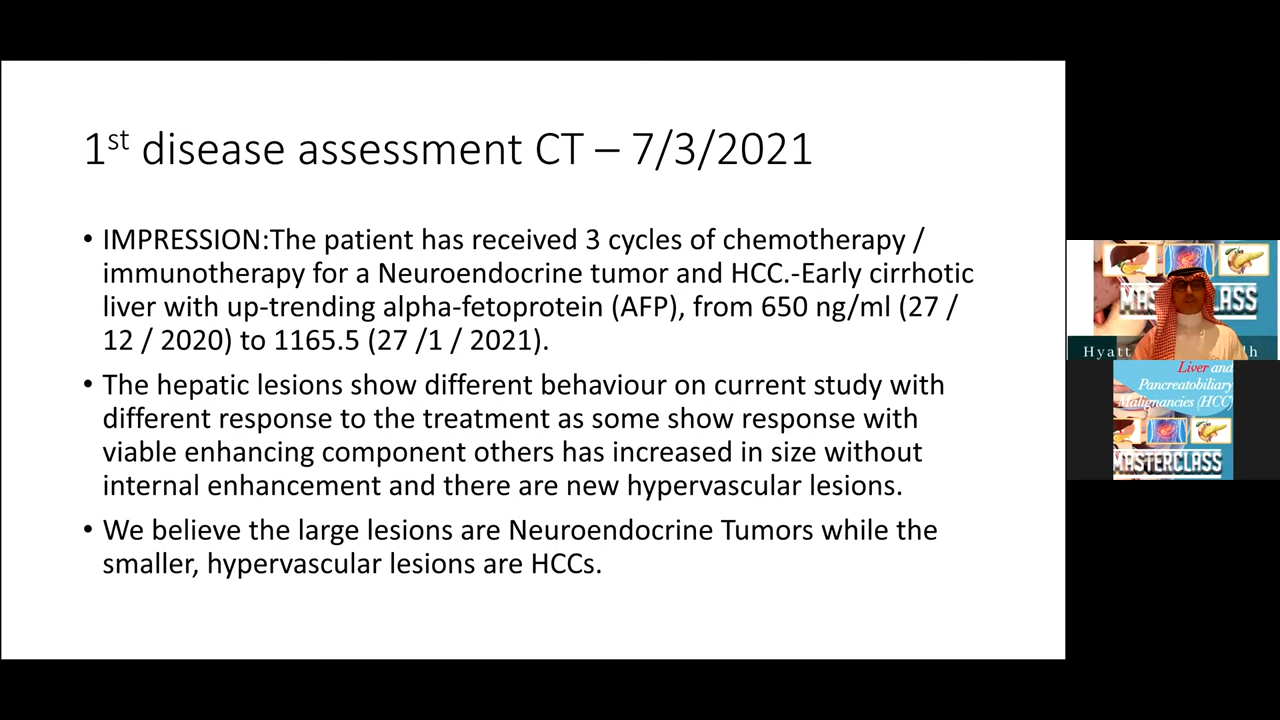 1st disease assessment CT – 7/3/2021
• IMPRESSION:The patient has received 3 cycles of chemotherapy /
immunotherapy for a Neuroendocrine tumor and HCC.-Early cirrhotic
liver with up-trending alpha-fetoprotein (AFP), from 650 ng/ml (27 /
12 / 2020) to 1165.5 (27 /1 / 2021).
• The hepatic lesions show different behaviour on current study with
different response to the treatment as some show response with
viable enhancing component others has increased in size without
internal enhancement and there are new hypervascular lesions.
• We believe the large lesions are Neuroendocrine Tumors while the
smaller, hypervascular lesions are HCCs.
Hyatt
Liver and
Pancreatobiliary
Malignancies (HCC)
MASTERCLASS